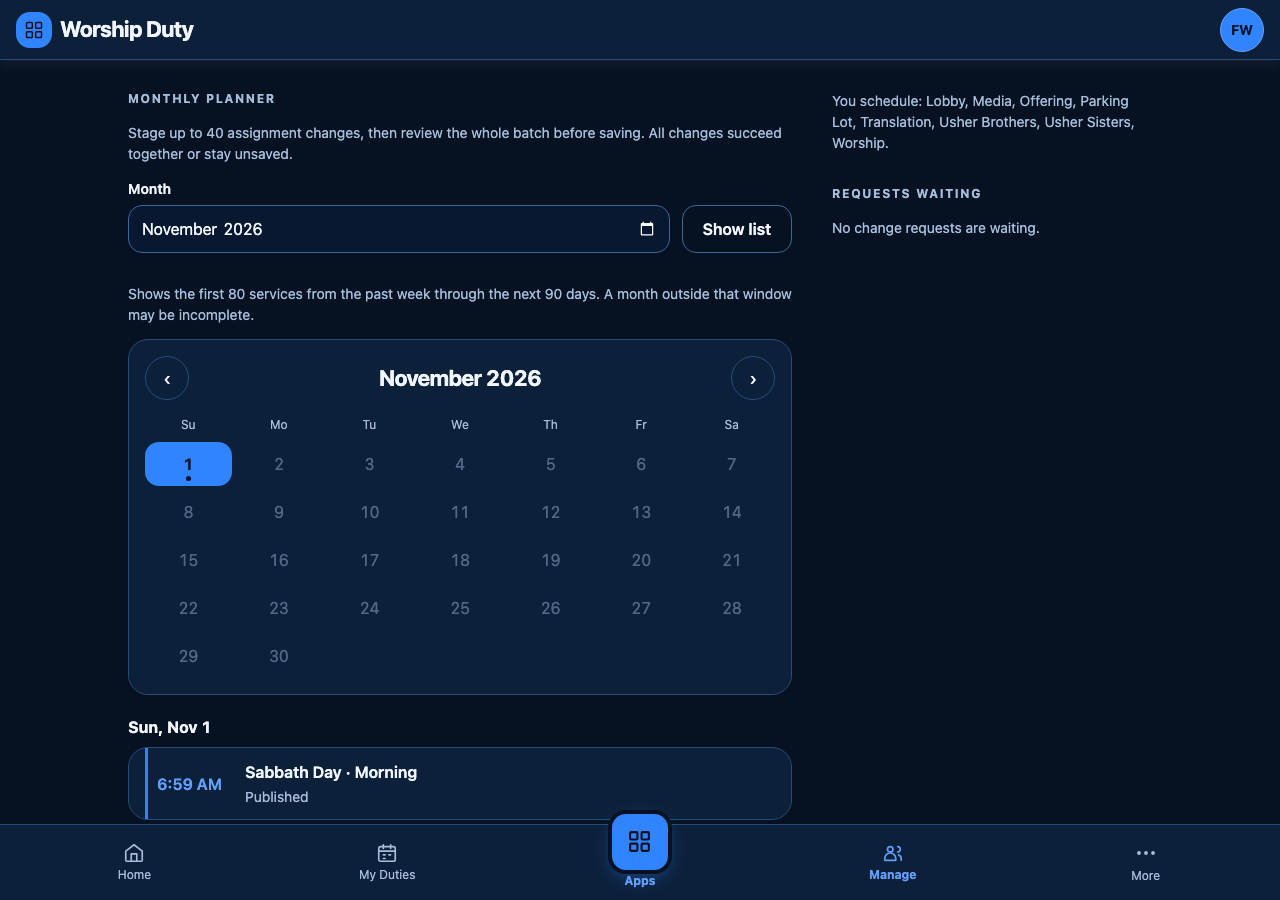 Worship Duty
FW
MONTHLY PLANNER
Stage up to 40 assignment changes, then review the whole batch before saving. All changes succeed
together or stay unsaved.
Month
November 2026
Show list
Shows the first 80 services from the past week through the next 90 days. A month outside that window
may be incomplete.
‹ November 2026 ›
Su Mo Tu We Th Fr Sa
1 2 3 4 5 6 7
8 9 10 11 12 13 14
15 16 17 18 19 20 21
22 23 24 25 26 27 28
29 30
Sun, Nov 1
6:59 AM
Sabbath Day · Morning
Published
You schedule: Lobby, Media, Offering, Parking
Lot, Translation, Usher Brothers, Usher Sisters,
Worship.
REQUESTS WAITING
No change requests are waiting.
Home
My Duties
Apps
Manage
More